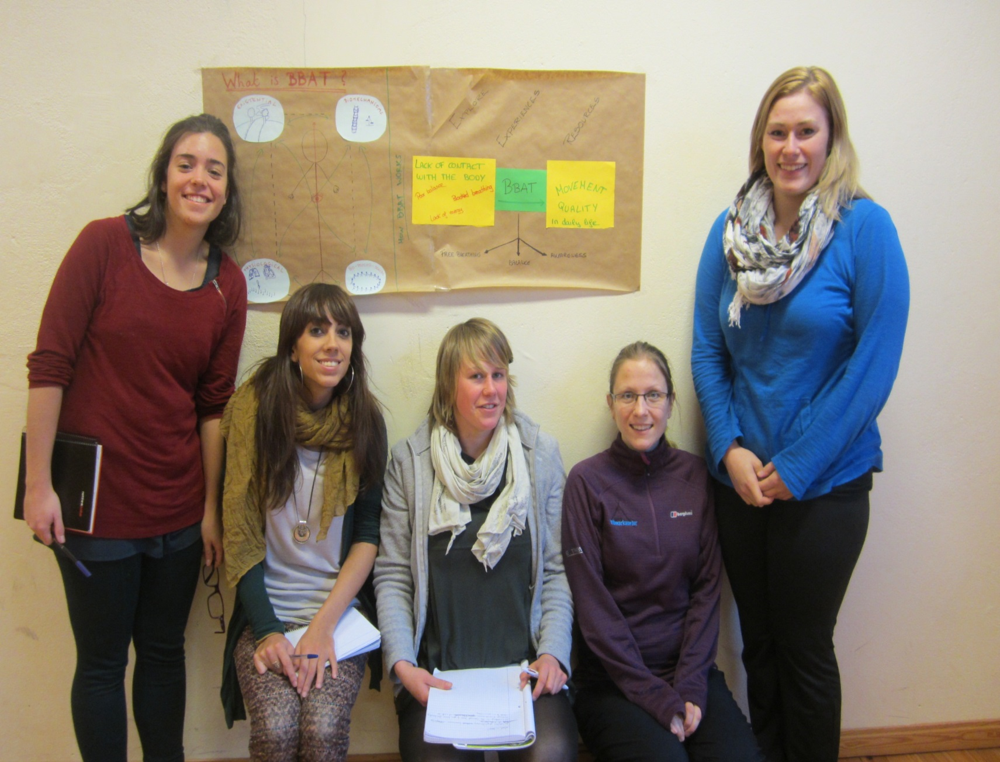 What is BBAT?
EXISTENTIAL
BIOMECHANICAL
PHYSIOLOGICAL
HOW BBAT WORKS
EXPLORE
EXPERIENCES
RESOURCES
LACK OF CONTACT
WITH THE BODY
Poor balance
Blocked breathing
Lack of energy
BBAT
MOVEMENT
QUALITY
In daily life
FREE BREATHING
BALANCE
AWARENESS
berghaus